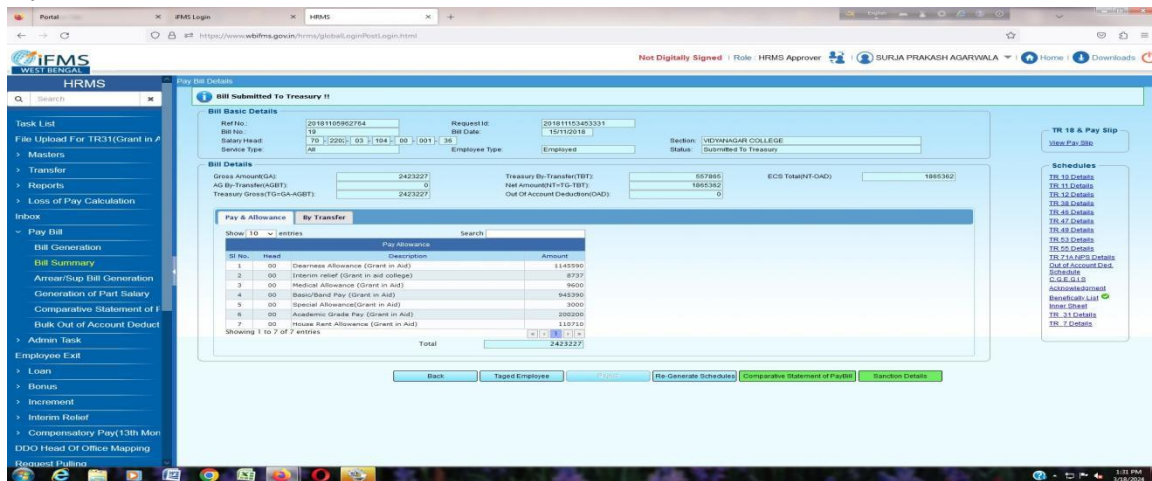 Portal
iFMS Login
HRMS
https://www.wbifms.gov.in/hrms/globalLoginPostLogin.html
iFMS
WEST BENGAL
Not Digitally Signed Role : HRMS Approver SURJA PRAKASH AGARWALA Home Downloads
HRMS
Search
Task List
File Upload For TR31(Grant in A
Masters
Transfer
Reports
Loss of Pay Calculation
Inbox
Pay Bill
Bill Generation
Bill Summary
Arrear/Sup Bill Generation
Generation of Part Salary
Comparative Statement of F
Bulk Out of Account Deduct
Admin Task
Employee Exit
Loan
Bonus
Increment
Interim Relief
Compensatory Pay(13th Mon
DDO Head Of Office Mapping
Request Pulling
Pay Bill Details
Bill Submitted To Treasury !!
Bill Basic Details
Ref No.: 20181105962764 Request Id: 201811153453331
Bill No.: 19 Bill Date: 15/11/2018
Salary Head: 70 - 2202 - 03 - 104 - 00 - 001 - 36 Section: VIDYANAGAR COLLEGE
Service Type: All Employee Type: Employed Status: Submitted To Treasury
Bill Details
Gross Amount(GA): 2423227 Treasury By-Transfer(TBT): 557865 ECS Total(NT-OAD) 1865362
AG By-Transfer(AGBT): 0 Net Amount(NT=TG-TBT): 1865362
Treasury Gross(TG=GA-AGBT): 2423227 Out Of Account Deduction(OAD): 0
Pay & Allowance By Transfer
Show 10 entries Search
Pay Allowance
Sl No. Head Description Amount
1 00 Dearness Allowance (Grant in Aid) 1145590
2 00 Interim relief (Grant in aid college) 8737
3 00 Medical Allowance (Grant in Aid) 9600
4 00 Basic/Band Pay (Grant in Aid) 945390
5 00 Special Allowance(Grant in Aid) 3000
6 00 Academic Grade Pay (Grant in Aid) 200200
7 00 House Rant Allowance (Grant in Aid) 110710
Showing 1 to 7 of 7 entries 1
Total 2423227
Back Taged Employee Re-Generate Schedules Comparative Statement of PayBill Sanction Details
TR 18 & Pay Slip
View Pay Slip
Schedules
TR 10 Details
TR 11 Details
TR 12 Details
TR 38 Details
TR 46 Details
TR 47 Details
TR 49 Details
TR 53 Details
TR 55 Details
TR 71A NPS Details
Out of Account Ded. Schedule
C.G.E.G.I.S
Acknowledgment
Benefically List
Inner Sheet
TR_31 Details
TR_7 Details
1:31 PM
3/18/2024